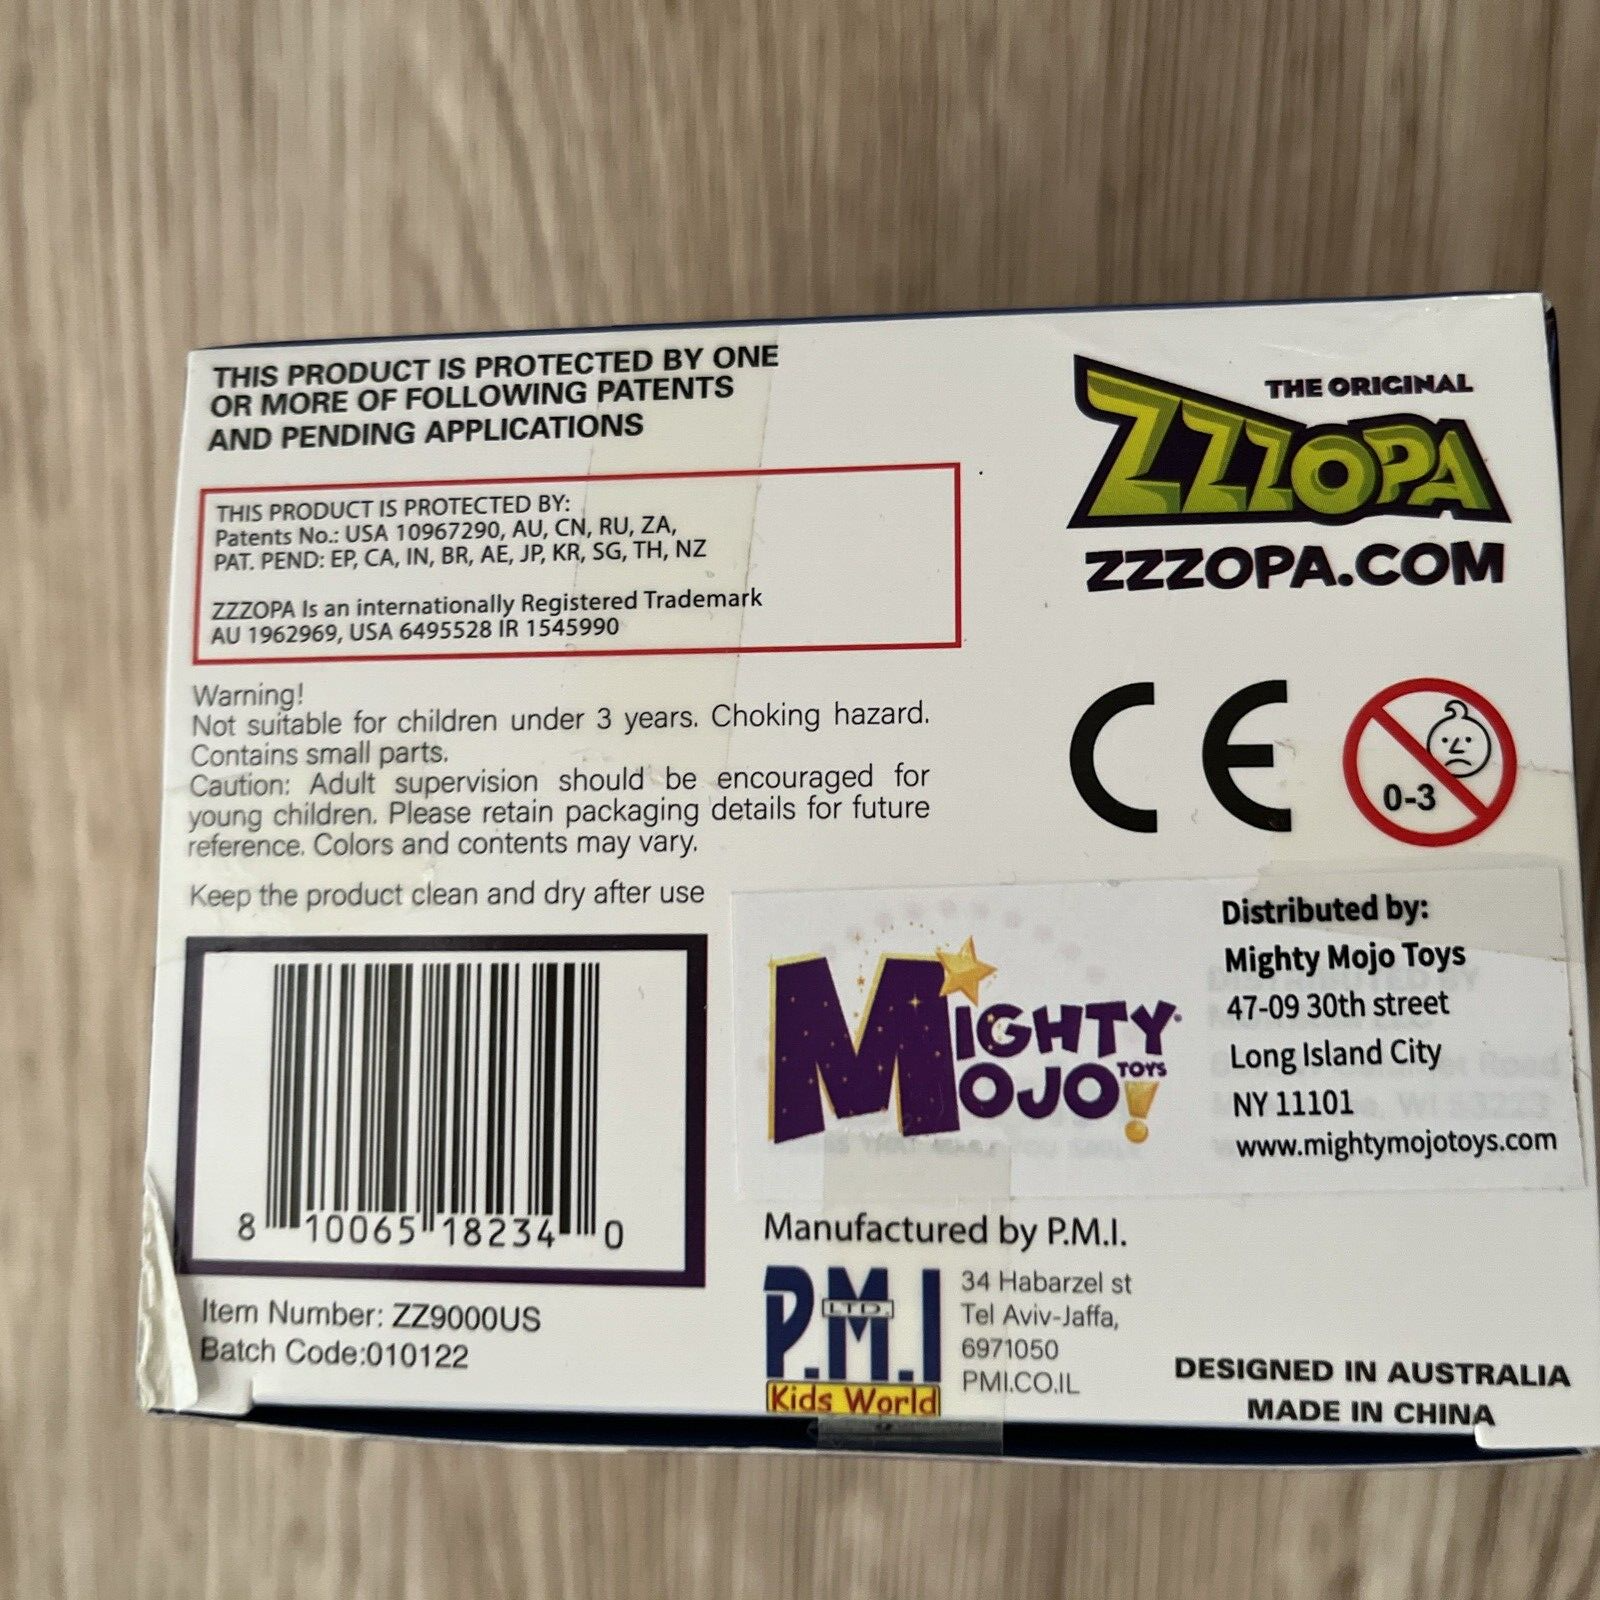 THIS PRODUCT IS PROTECTED BY ONE
OR MORE OF FOLLOWING PATENTS
AND PENDING APPLICATIONS
THIS PRODUCT IS PROTECTED BY:
Patents No.: USA 10967290, AU, CN, RU, ZA,
PAT. PEND: EP, CA, IN, BR, AE, JP, KR, SG, TH, NZ
ZZZOPA Is an internationally Registered Trademark
AU 1962969, USA 6495528 IR 1545990
Warning!
Not suitable for children under 3 years. Choking hazard.
Contains small parts.
Caution: Adult supervision should be encouraged for
young children. Please retain packaging details for future
reference. Colors and contents may vary.
Keep the product clean and dry after use
8 10065 18234 0
Item Number: ZZ9000US
Batch Code:010122
THE ORIGINAL
ZZZOPA
ZZZOPA.COM
CE
0-3
MIGHTY
MOJO TOYS!
Distributed by:
Mighty Mojo Toys
47-09 30th street
Long Island City
NY 11101
www.mightymojotoys.com
Manufactured by P.M.I.
P.M.I
LTD.
Kids World
34 Habarzel st
Tel Aviv-Jaffa,
6971050
PMI.CO.IL
DESIGNED IN AUSTRALIA
MADE IN CHINA